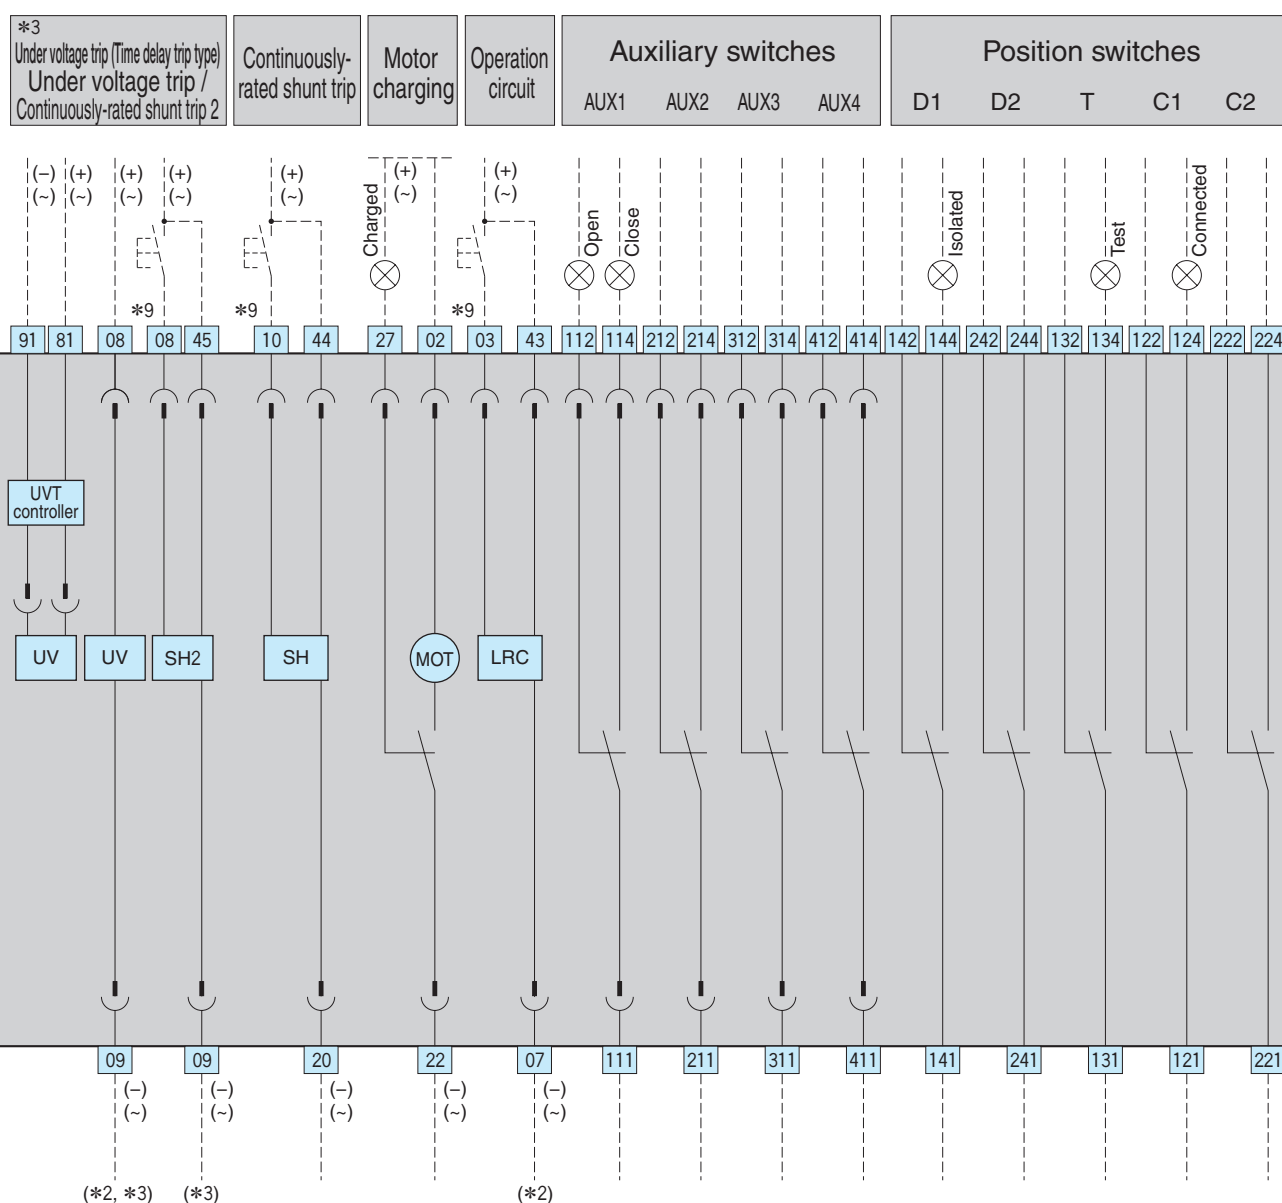 *3
Under voltage trip (Time delay trip type)
Under voltage trip /
Continuously-rated shunt trip 2
Continuously-
rated shunt trip
Motor
charging
Operation
circuit
Auxiliary switches
AUX1 AUX2 AUX3 AUX4
Position switches
D1 D2 T C1 C2
(–) (+) (+) (+) (+) (+) (+)
(~) (~) (~) (~) (~) (~) (~)
Charged
Open
Close
Isolated
Test
Connected
*9 *9 *9
91 81 08 08 45 10 44 27 02 03 43 112 114 212 214 312 314 412 414 142 144 242 244 132 134 122 124 222 224
UVT
controller
UV UV SH2 SH MOT LRC
09 09 20 22 07 111 211 311 411 141 241 131 121 221
(–) (–) (–) (–) (–)
(~) (~) (~) (~) (~)
(*2, *3) (*3) (*2)